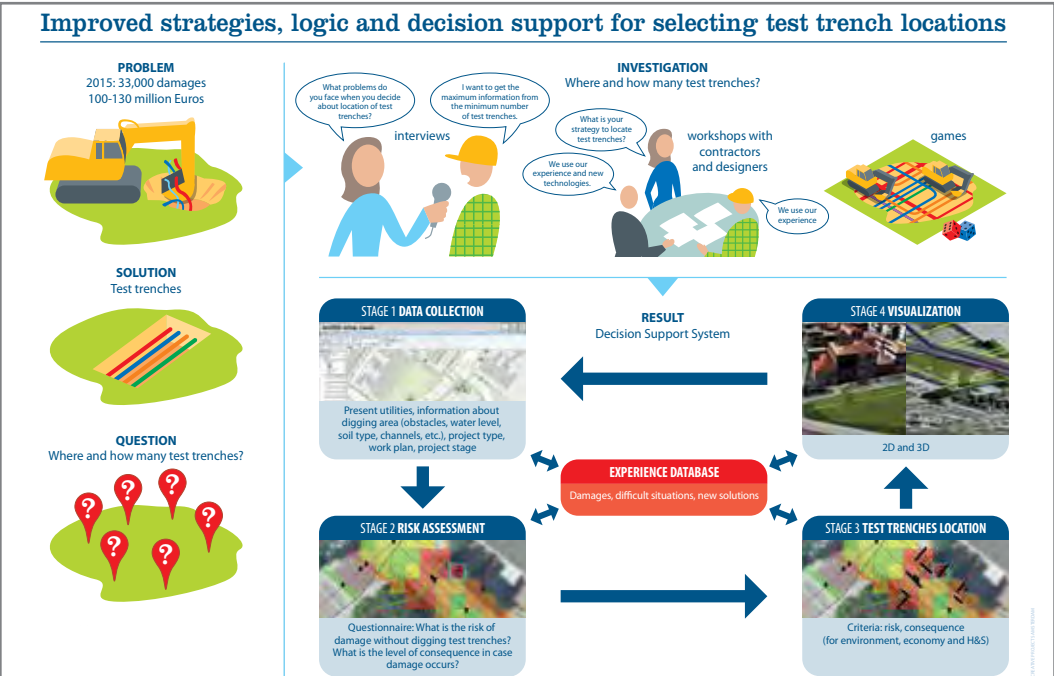 Improved strategies, logic and decision support for selecting test trench locations
PROBLEM
2015: 33,000 damages
100-130 million Euros
SOLUTION
Test trenches
QUESTION
Where and how many test trenches?
?
?
?
?
?
?
INVESTIGATION
Where and how many test trenches?
What problems do
you face when you decide
about location of test
trenches?
I want to get the
maximum information from
the minimum number
of test trenches.
interviews
What is your
strategy to locate
test trenches?
We use our
experience and new
technologies.
workshops with
contractors
and designers
We use our
experience
games
RESULT
Decision Support System
STAGE 1 DATA COLLECTION
Present utilities, information about
digging area (obstacles, water level,
soil type, channels, etc.), project type,
work plan, project stage
STAGE 2 RISK ASSESSMENT
Questionnaire: What is the risk of
damage without digging test trenches?
What is the level of consequence in case
damage occurs?
EXPERIENCE DATABASE
Damages, difficult situations, new solutions
STAGE 3 TEST TRENCHES LOCATION
Criteria: risk, consequence
(for environment, economy and H&S)
STAGE 4 VISUALIZATION
2D and 3D